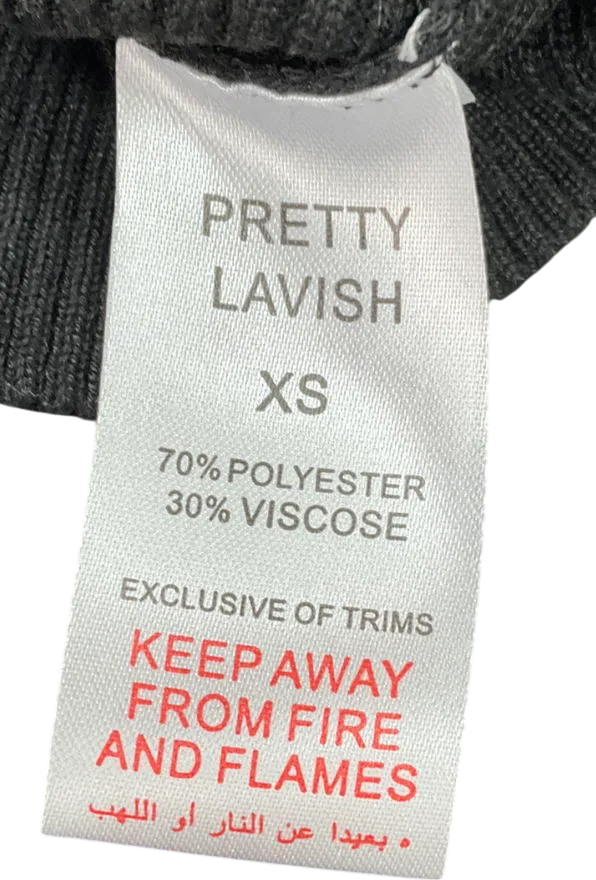 PRETTY
LAVISH
XS
70% POLYESTER
30% VISCOSE
EXCLUSIVE OF TRIMS
KEEP AWAY
FROM FIRE
AND FLAMES
ه بعيدا عن النار او اللهب